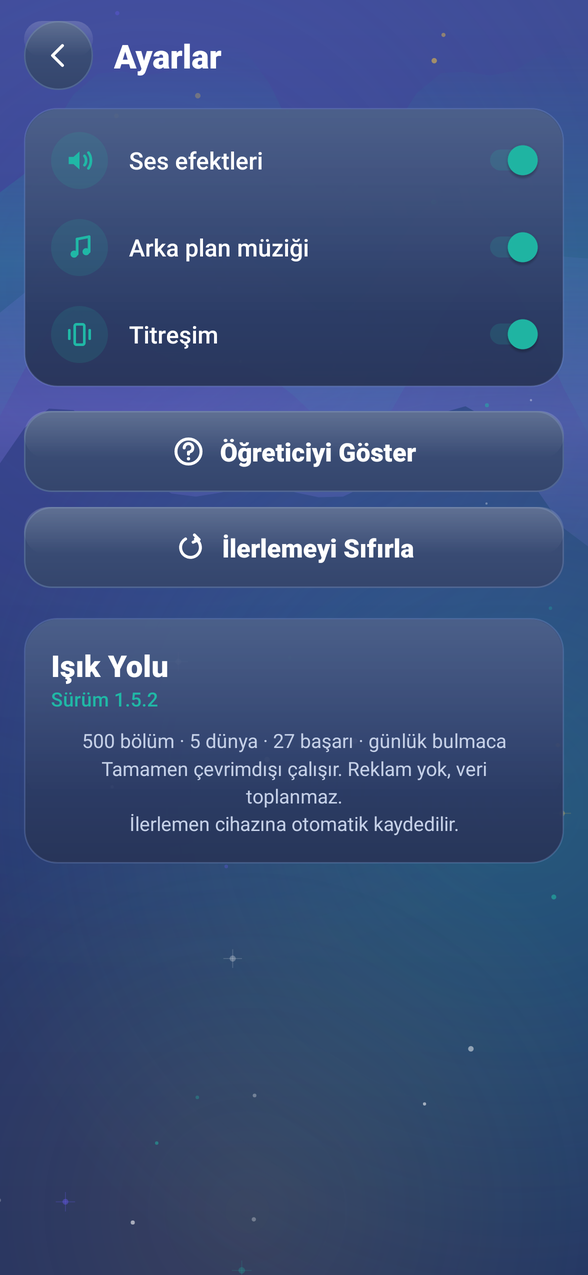 Ayarlar
Ses efektleri
Arka plan müziği
Titreşim
Öğreticiyi Göster
İlerlemeyi Sıfırla
Işık Yolu
Sürüm 1.5.2
500 bölüm · 5 dünya · 27 başarı · günlük bulmaca
Tamamen çevrimdışı çalışır. Reklam yok, veri
toplanmaz.
İlerlemen cihazına otomatik kaydedilir.